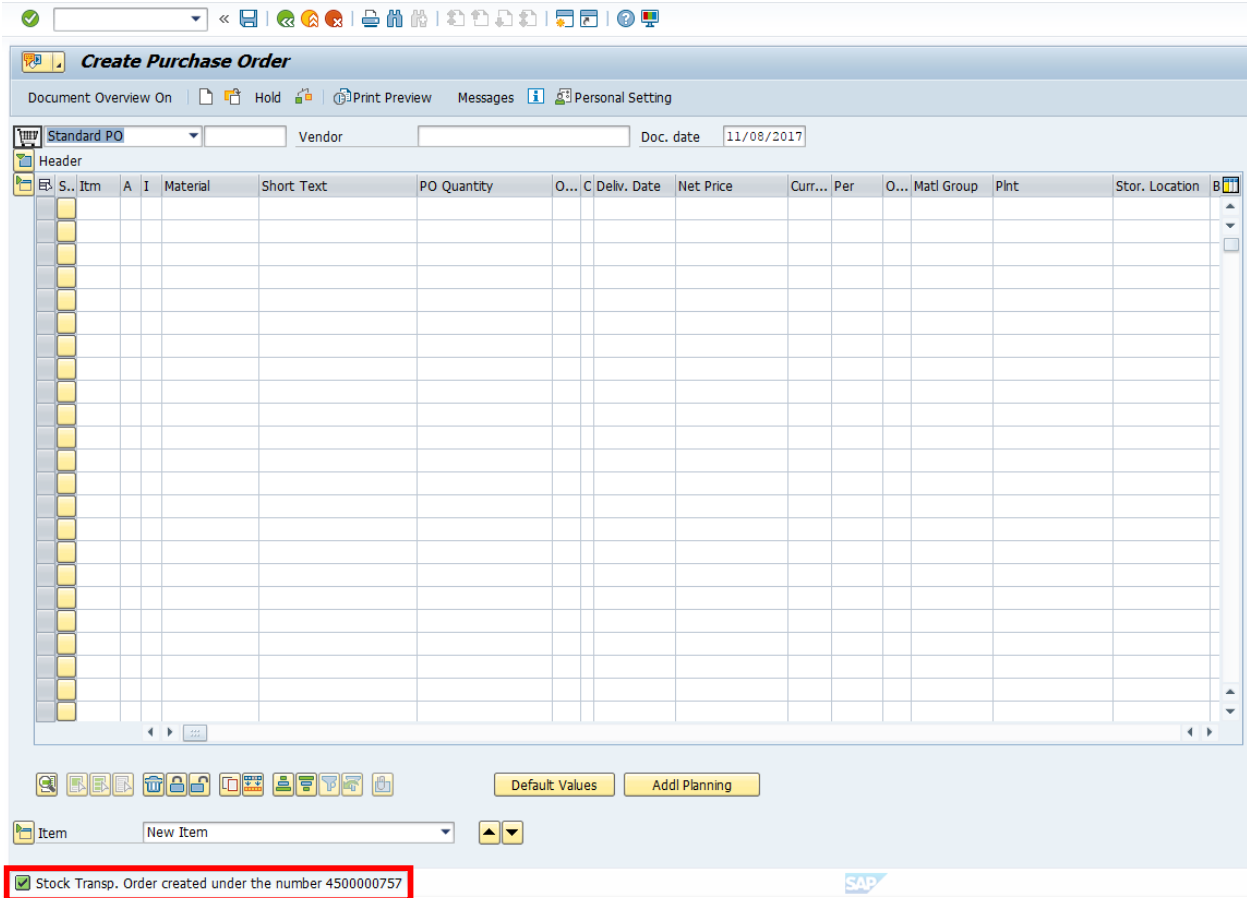 Create Purchase Order
Document Overview On Hold Print Preview Messages Personal Setting
Standard PO Vendor Doc. date 11/08/2017
Header
S.. Itm A I Material Short Text PO Quantity O... C Deliv. Date Net Price Curr... Per O... Matl Group Plnt Stor. Location B
Default Values Addl Planning
Item New Item
Stock Transp. Order created under the number 4500000757 SAP